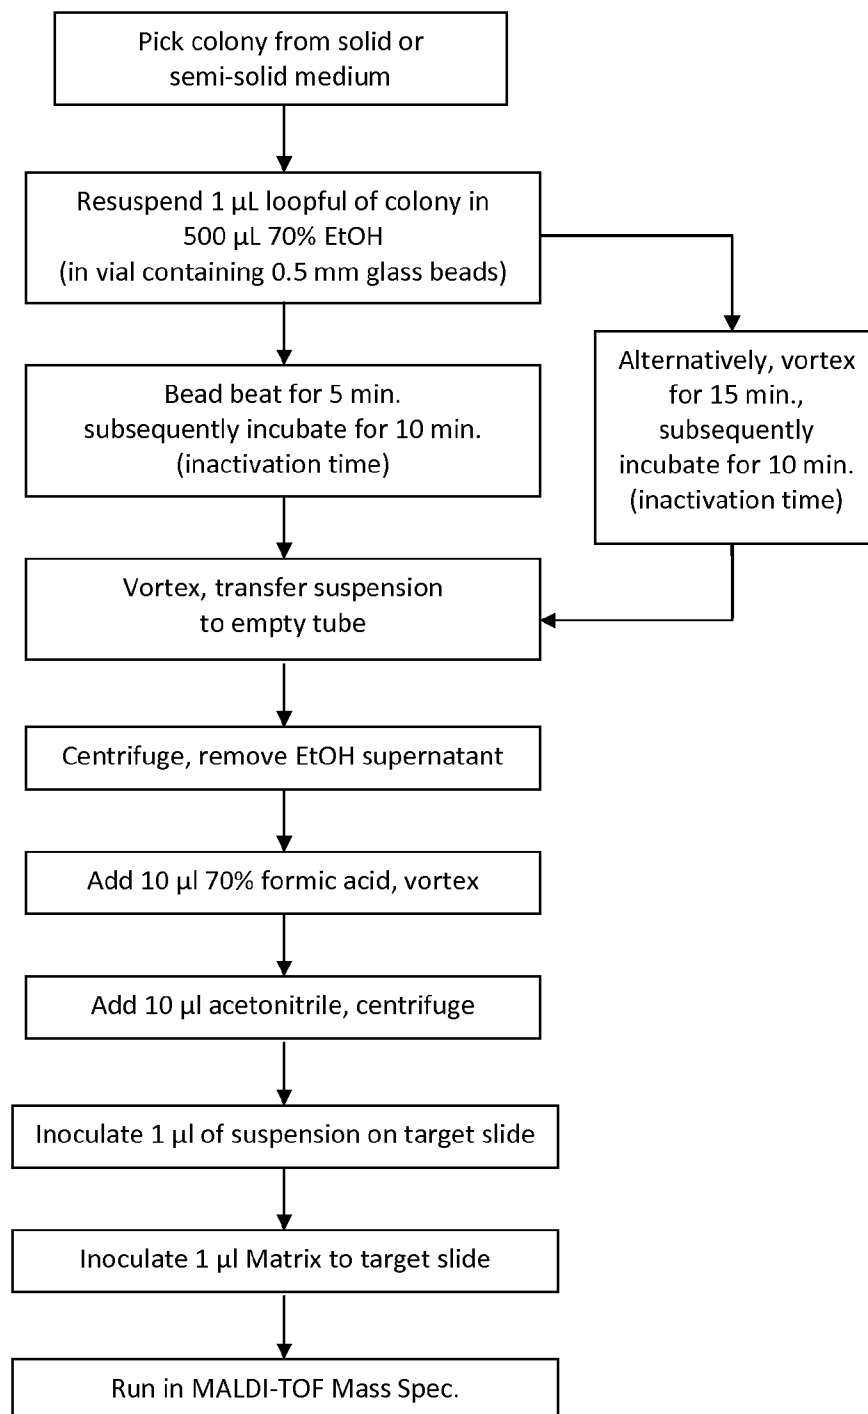 Pick colony from solid or
semi-solid medium
Resuspend 1 µL loopful of colony in
500 µL 70% EtOH
(in vial containing 0.5 mm glass beads)
Bead beat for 5 min.
subsequently incubate for 10 min.
(inactivation time)
Alternatively, vortex
for 15 min.,
subsequently
incubate for 10 min.
(inactivation time)
Vortex, transfer suspension
to empty tube
Centrifuge, remove EtOH supernatant
Add 10 µl 70% formic acid, vortex
Add 10 µl acetonitrile, centrifuge
Inoculate 1 µl of suspension on target slide
Inoculate 1 µl Matrix to target slide
Run in MALDI-TOF Mass Spec.